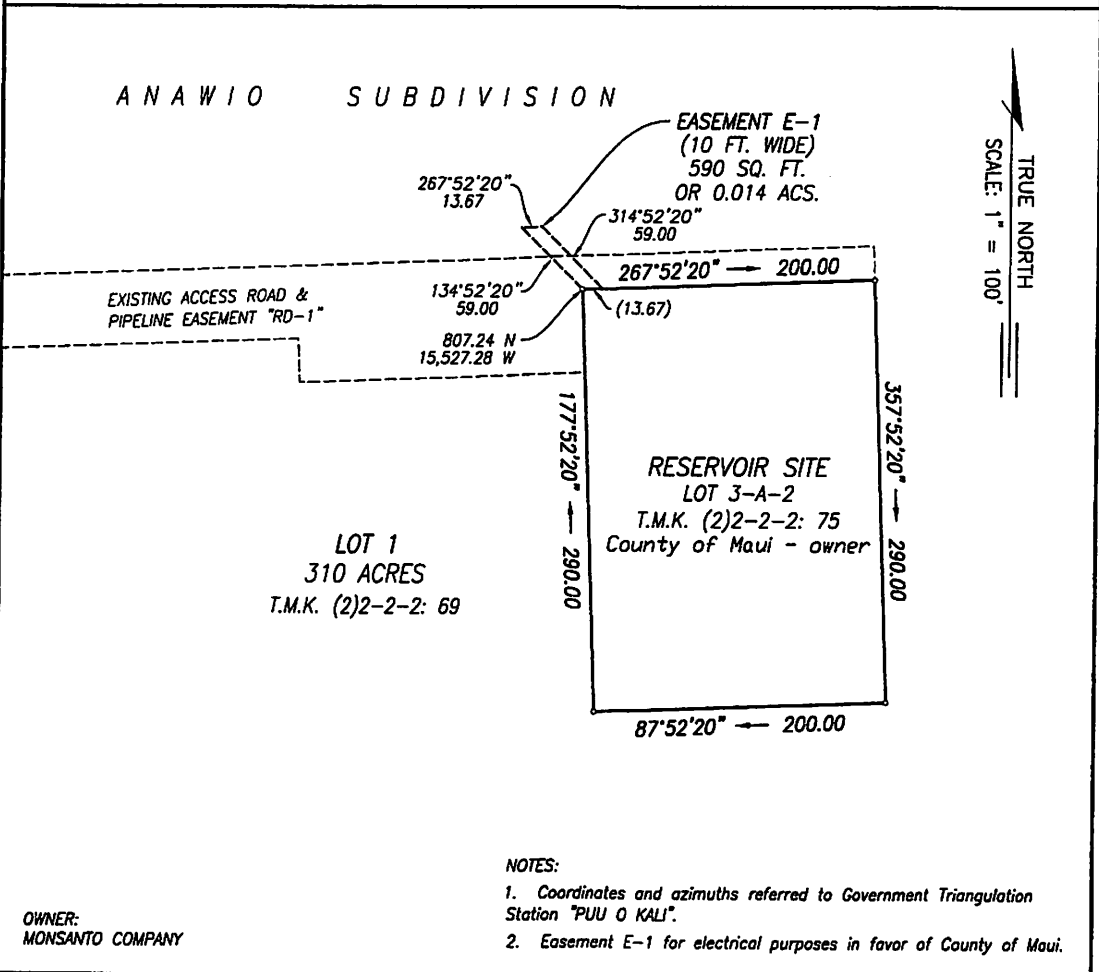 ANAWIO SUBDIVISION
EASEMENT E-1
(10 FT. WIDE)
590 SQ. FT.
OR 0.014 ACS.
TRUE NORTH
SCALE: 1" = 100'
267°52'20"
13.67
314°52'20"
59.00
267°52'20" 200.00
EXISTING ACCESS ROAD &
PIPELINE EASEMENT "RD-1"
134°52'20"
59.00
(13.67)
807.24 N
15,527.28 W
177°52'20" 290.00
357°52'20" 290.00
RESERVOIR SITE
LOT 3-A-2
T.M.K. (2)2-2-2: 75
County of Maui - owner
LOT 1
310 ACRES
T.M.K. (2)2-2-2: 69
87°52'20" 200.00
NOTES:
1. Coordinates and azimuths referred to Government Triangulation
Station "PUU O KALI".
2. Easement E-1 for electrical purposes in favor of County of Maui.
OWNER:
MONSANTO COMPANY